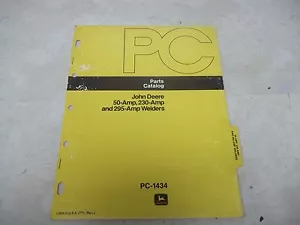 PC
Parts
Catalog
John Deere
50-Amp, 230-Amp
and 295-Amp Welders
PC-1434